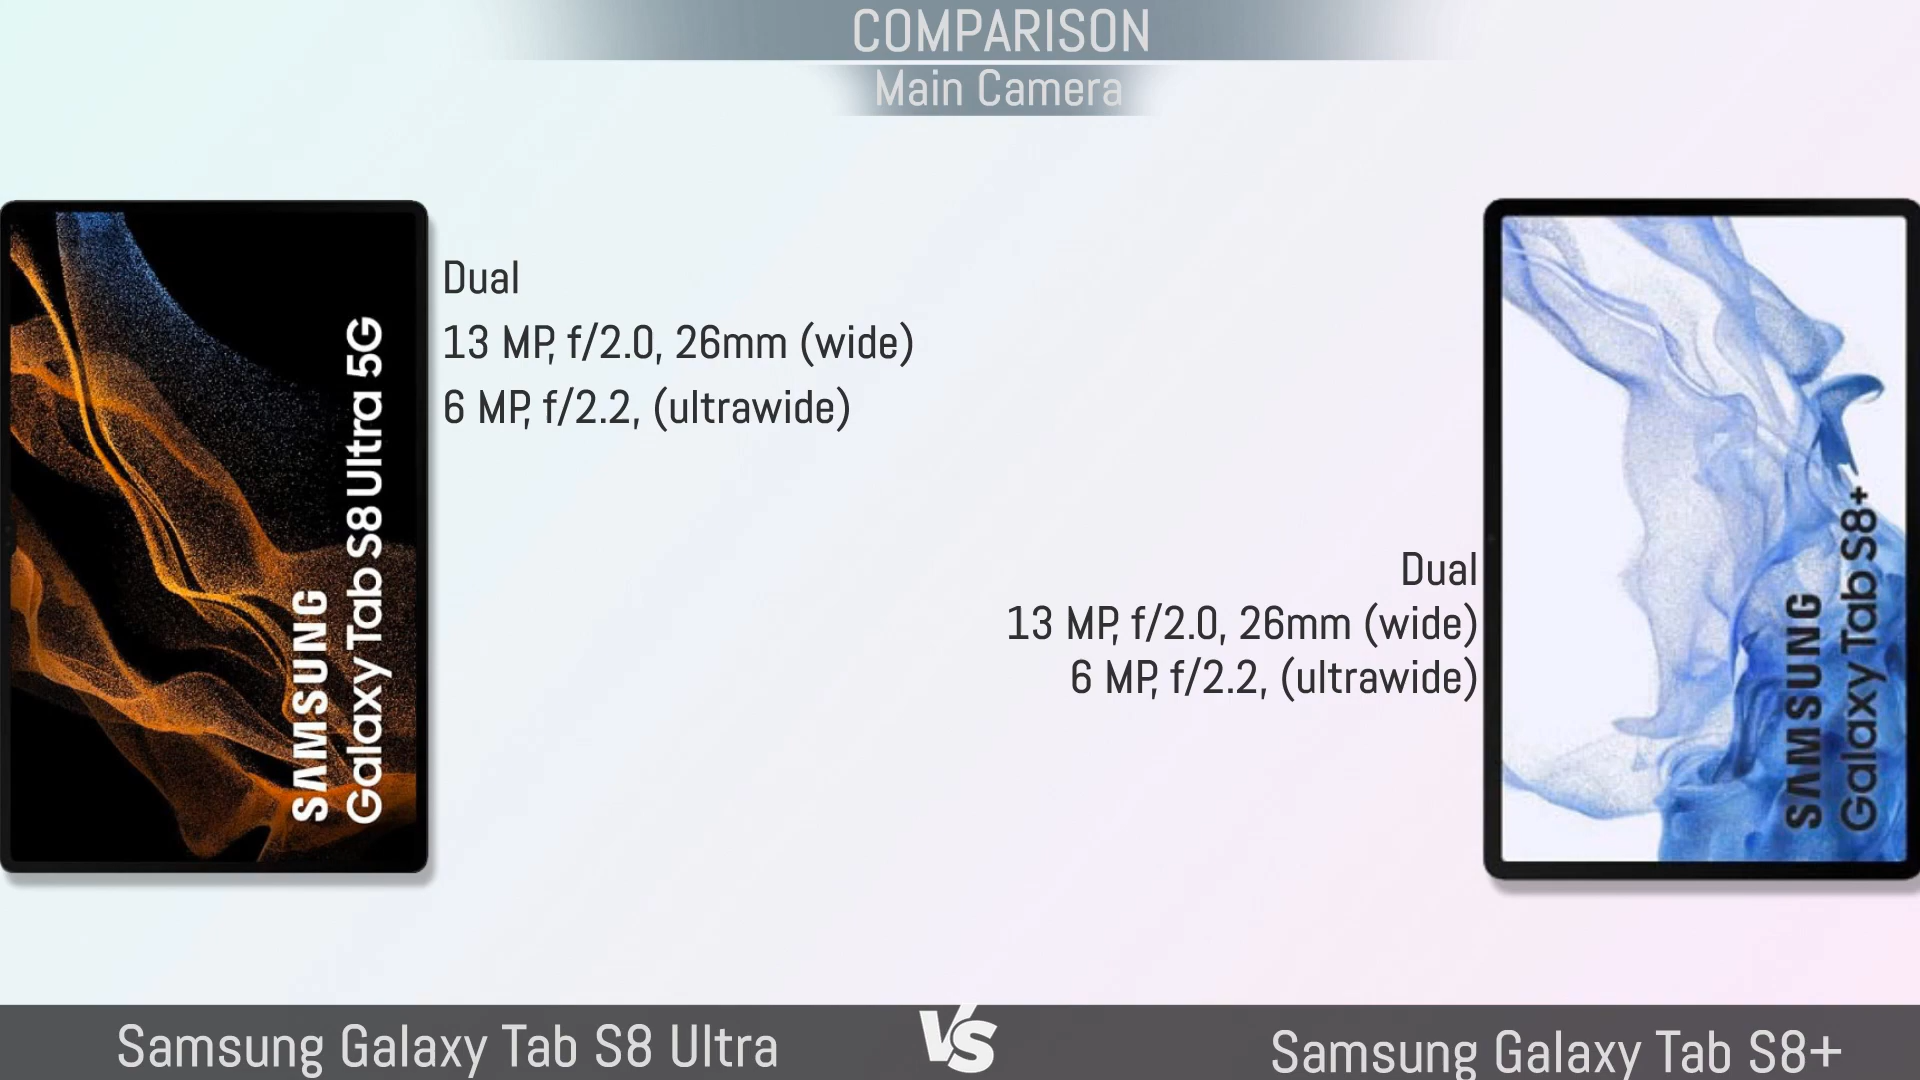 COMPARISON
Main Camera
Dual
13 MP, f/2.0, 26mm (wide)
6 MP, f/2.2, (ultrawide)
SAMSUNG
Galaxy Tab S8 Ultra 5G
Dual
13 MP, f/2.0, 26mm (wide)
6 MP, f/2.2, (ultrawide)
SAMSUNG
Galaxy Tab S8+
Samsung Galaxy Tab S8 Ultra
VS
Samsung Galaxy Tab S8+